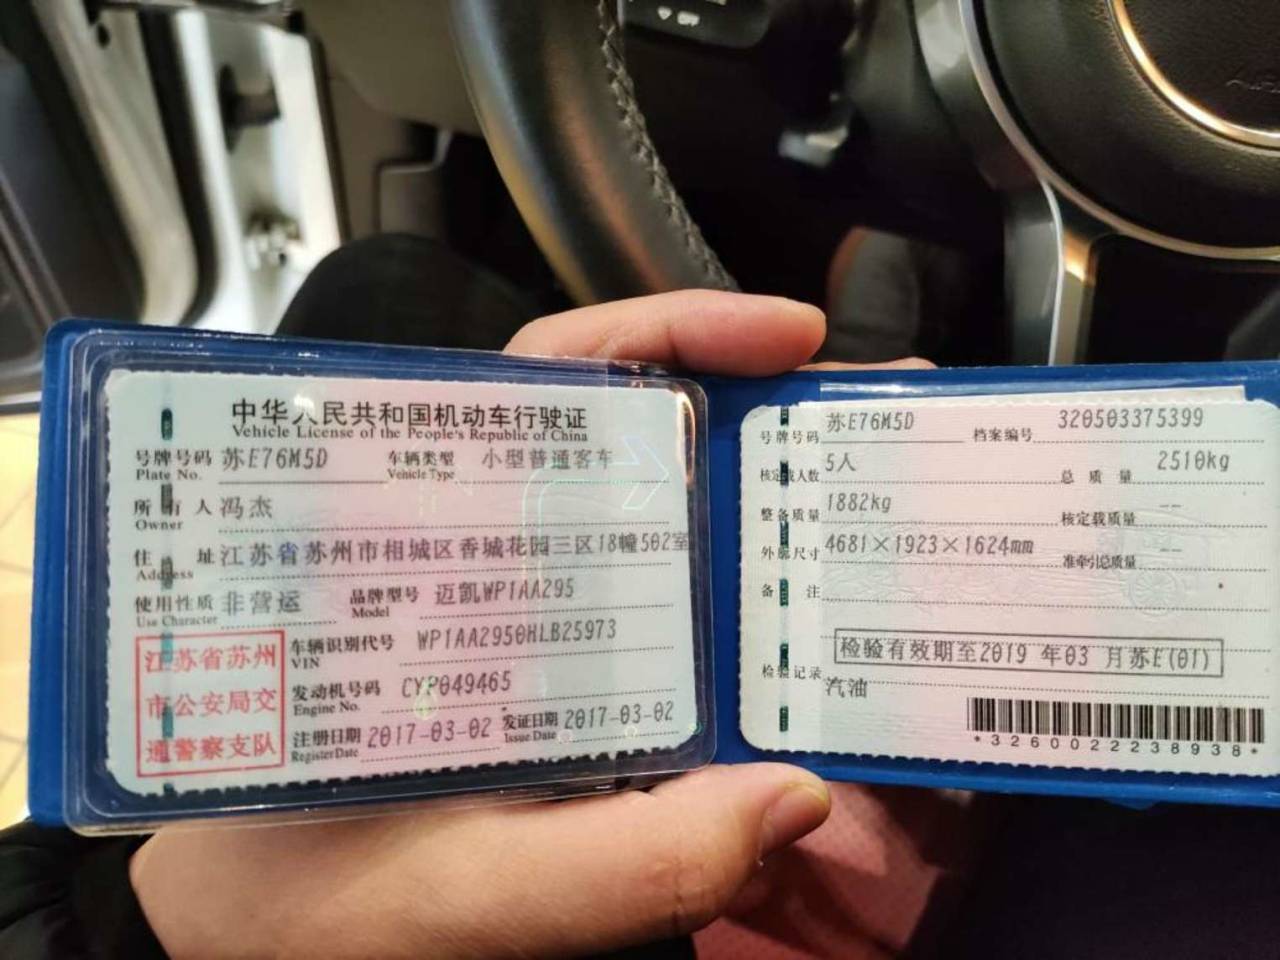 OFF
中华人民共和国机动车行驶证
Vehicle License of the People's Republic of China
号牌号码 苏E76M5D 车辆类型 小型普通客车
Plate No. Vehicle Type
所有人 冯杰
Owner
住址 江苏省苏州市相城区香城花园三区18幢502室
Address
使用性质 非营运 品牌型号 迈凯WP1AA295
Use Character Model
江苏省苏州
市公安局交
通警察支队
车辆识别代号 WP1AA2950HLB25973
VIN
发动机号码 CYP049465
Engine No.
注册日期 2017-03-02 发证日期 2017-03-02
Register Date Issue Date
号牌号码 苏E76M5D 档案编号 320503375399
核定载人数 5人 总质量 2510kg
整备质量 1882kg 核定载质量 --
外廓尺寸 4681×1923×1624mm 准牵引总质量 --
备注
检验有效期至2019 年03 月苏E(01)
检验记录
汽油
*3260022238938*